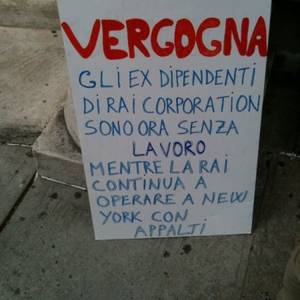 VERGOGNA
GLI EX DIPENDENTI
DI RAI CORPORATION
SONO ORA SENZA
LAVORO
MENTRE LA RAI
CONTINUA A
OPERARE A NEW
YORK CON
APPALTI